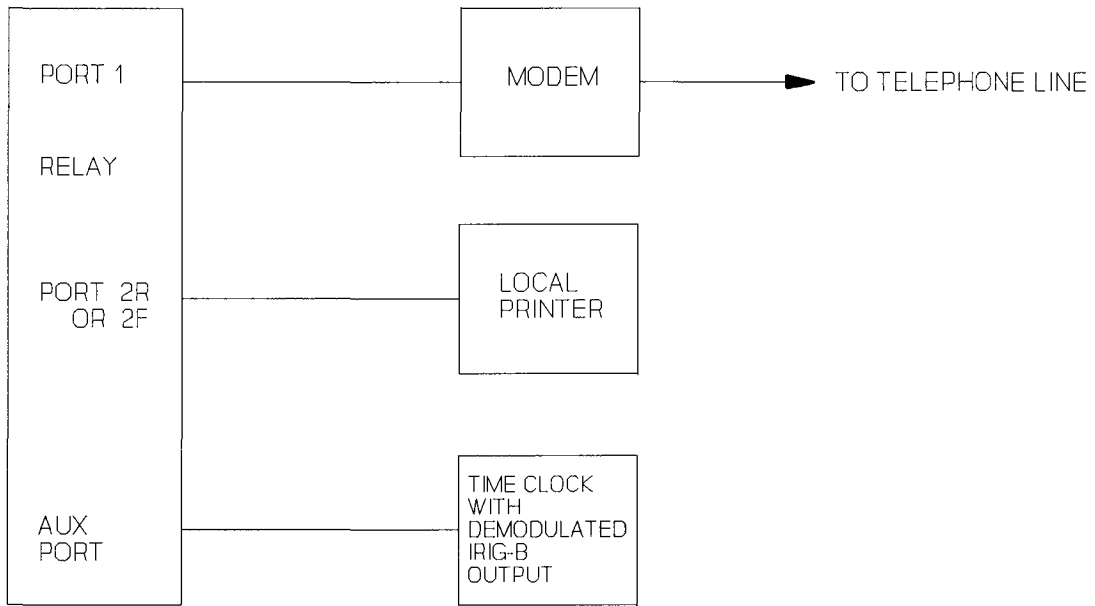 PORT 1
MODEM
TO TELEPHONE LINE
RELAY
PORT 2R
OR 2F
LOCAL
PRINTER
AUX
PORT
TIME CLOCK
WITH
DEMODULATED
IRIG-B
OUTPUT